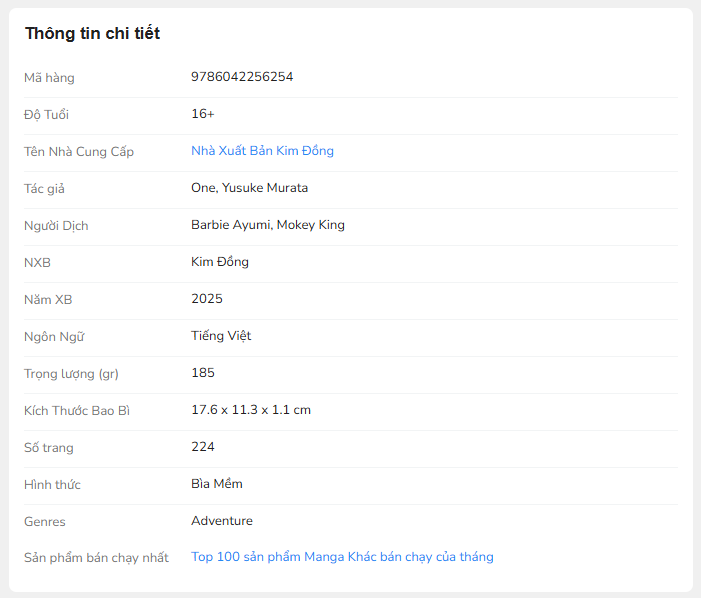 Thông tin chi tiết
Mã hàng 9786042256254
Độ Tuổi 16+
Tên Nhà Cung Cấp Nhà Xuất Bản Kim Đồng
Tác giả One, Yusuke Murata
Người Dịch Barbie Ayumi, Mokey King
NXB Kim Đồng
Năm XB 2025
Ngôn Ngữ Tiếng Việt
Trọng lượng (gr) 185
Kích Thước Bao Bì 17.6 x 11.3 x 1.1 cm
Số trang 224
Hình thức Bìa Mềm
Genres Adventure
Sản phẩm bán chạy nhất Top 100 sản phẩm Manga Khác bán chạy của tháng